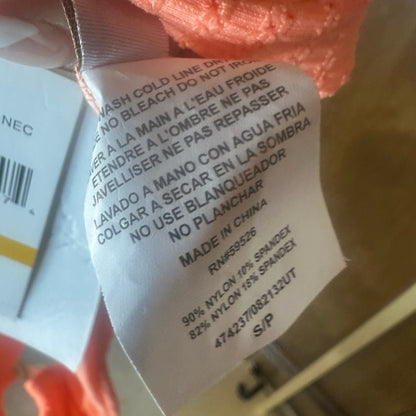 WASH COLD LINE
NO BLEACH DO NOT IRON
A LA MAIN A L'EAU FROIDE
ETENDRE A L'OMBRE NE PAS
JAVELLISER NE PAS REPASSER
LAVADO A MANO CON AGUA FRIA
COLGAR A SECAR EN LA SOMBRA
NO USE BLANQUEADOR
NO PLANCHAR
MADE IN CHINA
RN#59526
90% NYLON 10% SPANDEX
82% NYLON 18% SPANDEX
474237/082132UT
S/P
NEC
7 4